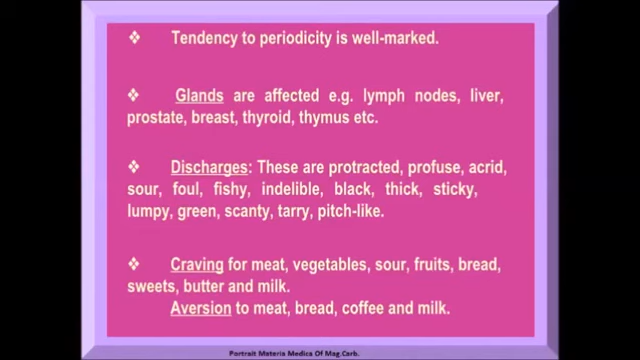 ❖ Tendency to periodicity is well-marked.
❖ Glands are affected e.g. lymph nodes, liver,
prostate, breast, thyroid, thymus etc.
❖ Discharges: These are protracted, profuse, acrid,
sour, foul, fishy, indelible, black, thick, sticky,
lumpy, green, scanty, tarry, pitch-like.
❖ Craving for meat, vegetables, sour, fruits, bread,
sweets, butter and milk.
Aversion to meat, bread, coffee and milk.
Portrait Materia Medica Of Mag.Carb.